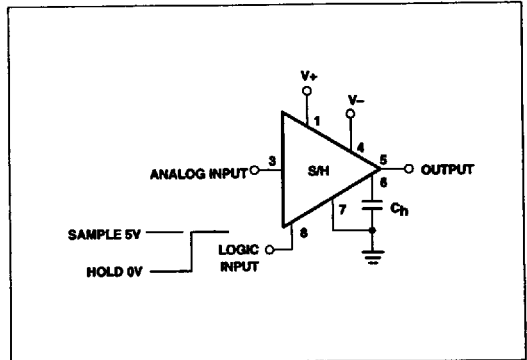 V+
V–
1
4
3
5
ANALOG INPUT
S/H
OUTPUT
6
7
Ch
SAMPLE 5V
8
LOGIC
INPUT
HOLD 0V